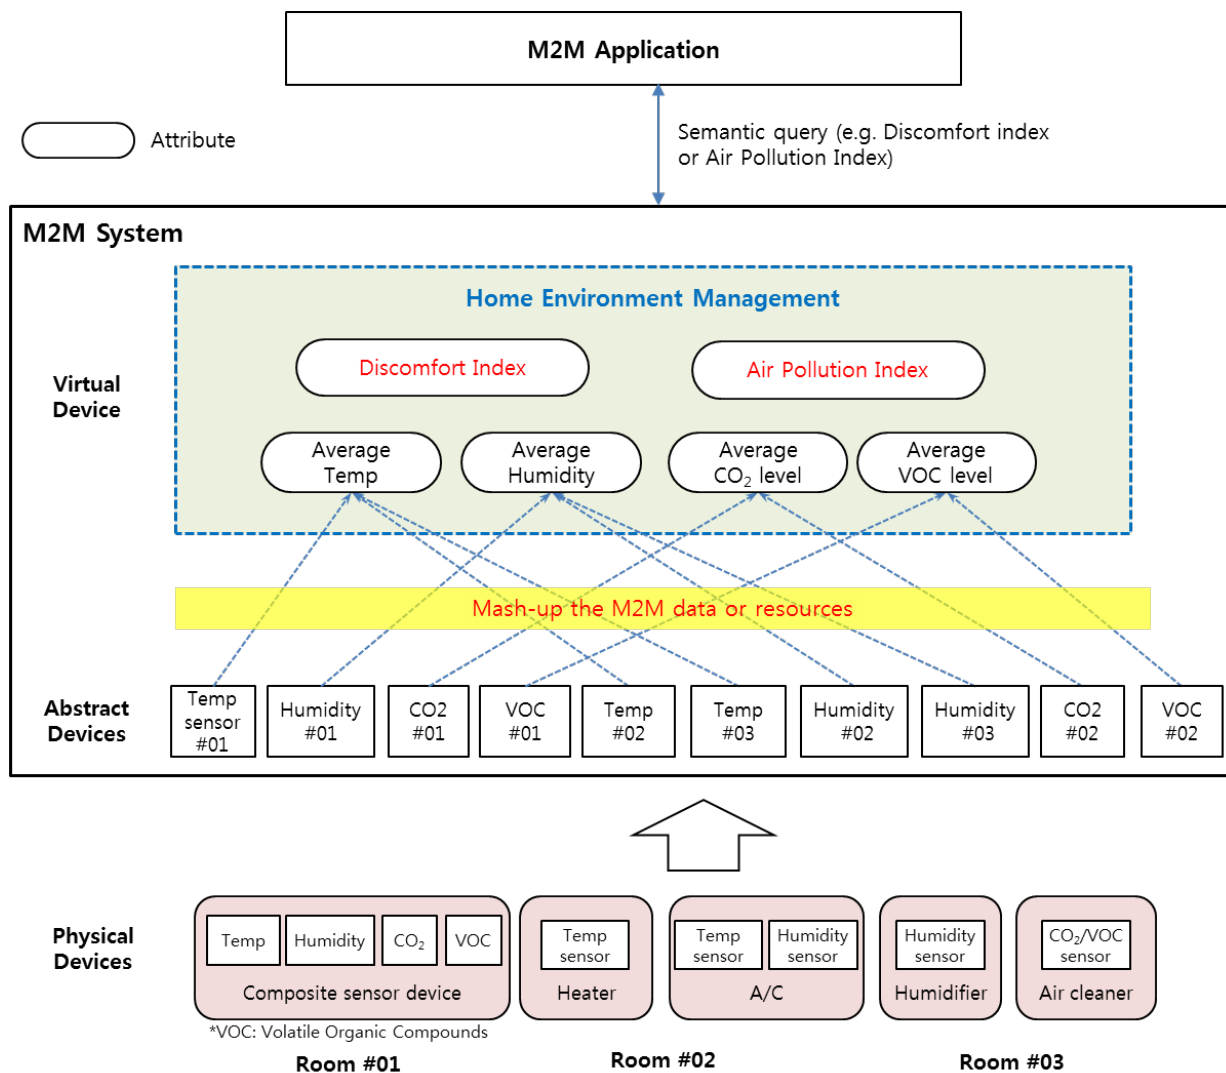 M2M Application
Attribute
Semantic query (e.g. Discomfort index
or Air Pollution Index)
M2M System
Home Environment Management
Virtual
Device
Discomfort Index
Air Pollution Index
Average
Temp
Average
Humidity
Average
CO₂ level
Average
VOC level
Mash-up the M2M data or resources
Abstract
Devices
Temp
sensor
#01
Humidity
#01
CO2
#01
VOC
#01
Temp
#02
Temp
#03
Humidity
#02
Humidity
#03
CO2
#02
VOC
#02
Physical
Devices
Temp
Humidity
CO₂
VOC
Composite sensor device
Temp
sensor
Heater
Temp
sensor
Humidity
sensor
A/C
Humidity
sensor
Humidifier
CO₂/VOC
sensor
Air cleaner
*VOC: Volatile Organic Compounds
Room #01
Room #02
Room #03